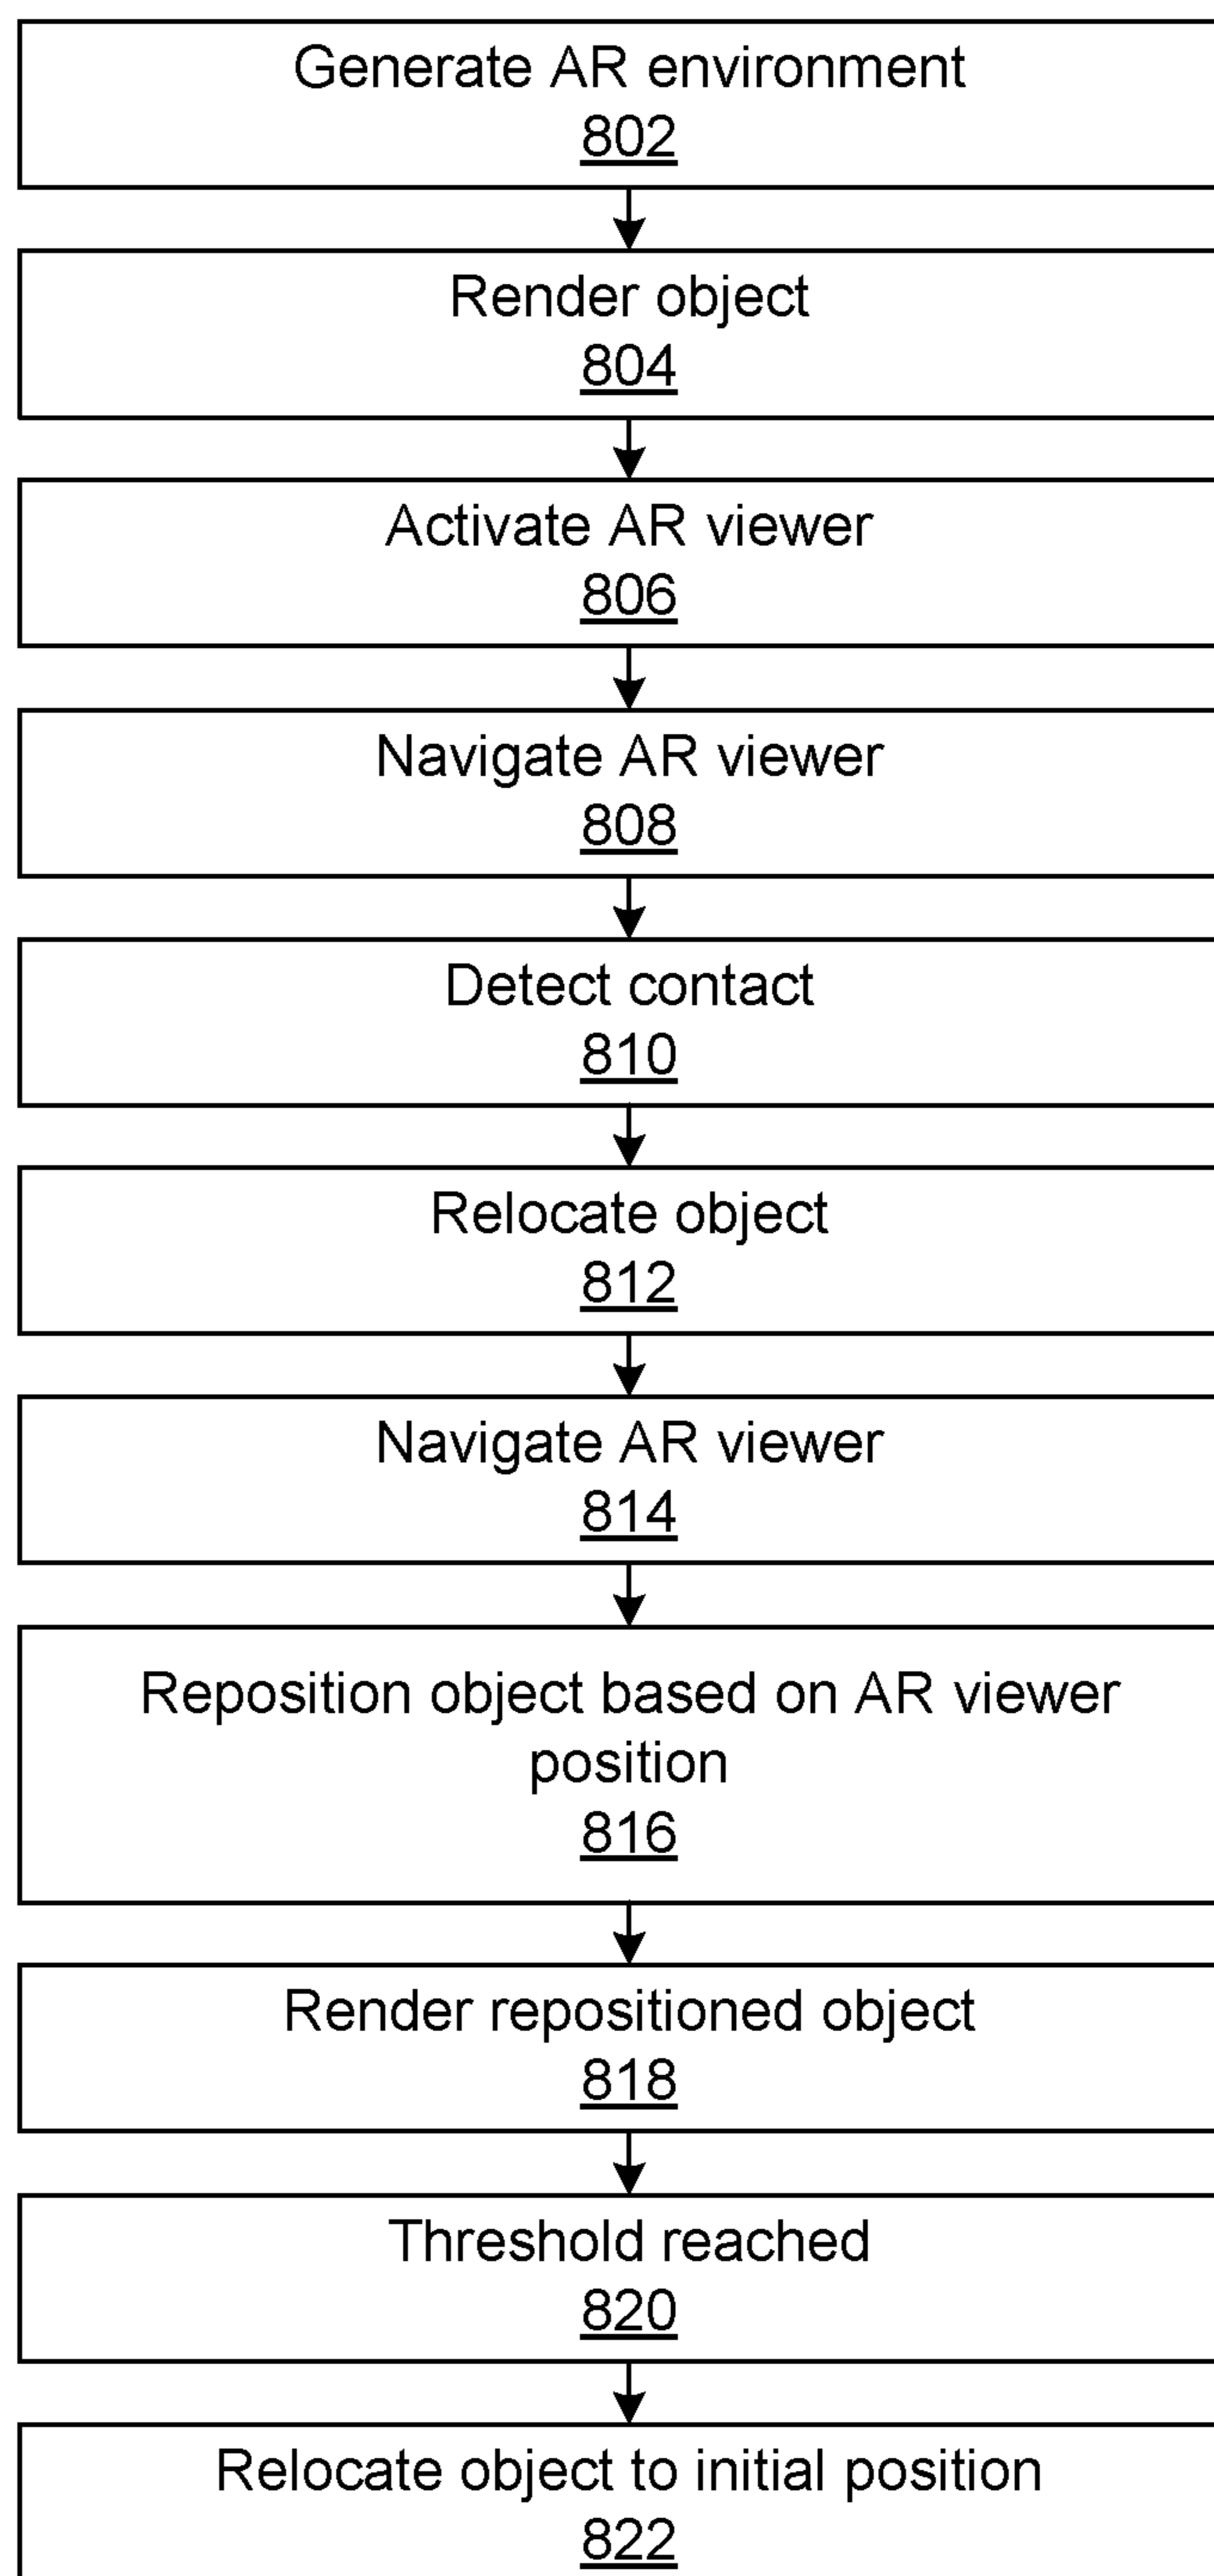 Generate AR environment
802
Render object
804
Activate AR viewer
806
Navigate AR viewer
808
Detect contact
810
Relocate object
812
Navigate AR viewer
814
Reposition object based on AR viewer
position
816
Render repositioned object
818
Threshold reached
820
Relocate object to initial position
822